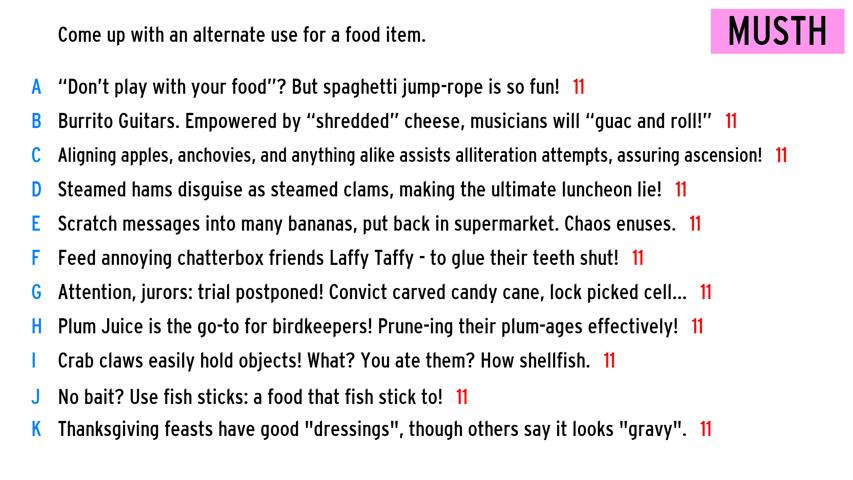 Come up with an alternate use for a food item.
MUSTH
A "Don't play with your food"? But spaghetti jump-rope is so fun! 11
B Burrito Guitars. Empowered by "shredded" cheese, musicians will "guac and roll!" 11
C Aligning apples, anchovies, and anything alike assists alliteration attempts, assuring ascension! 11
D Steamed hams disguise as steamed clams, making the ultimate luncheon lie! 11
E Scratch messages into many bananas, put back in supermarket. Chaos enuses. 11
F Feed annoying chatterbox friends Laffy Taffy - to glue their teeth shut! 11
G Attention, jurors: trial postponed! Convict carved candy cane, lock picked cell... 11
H Plum Juice is the go-to for birdkeepers! Prune-ing their plum-ages effectively! 11
I Crab claws easily hold objects! What? You ate them? How shellfish. 11
J No bait? Use fish sticks: a food that fish stick to! 11
K Thanksgiving feasts have good "dressings", though others say it looks "gravy". 11